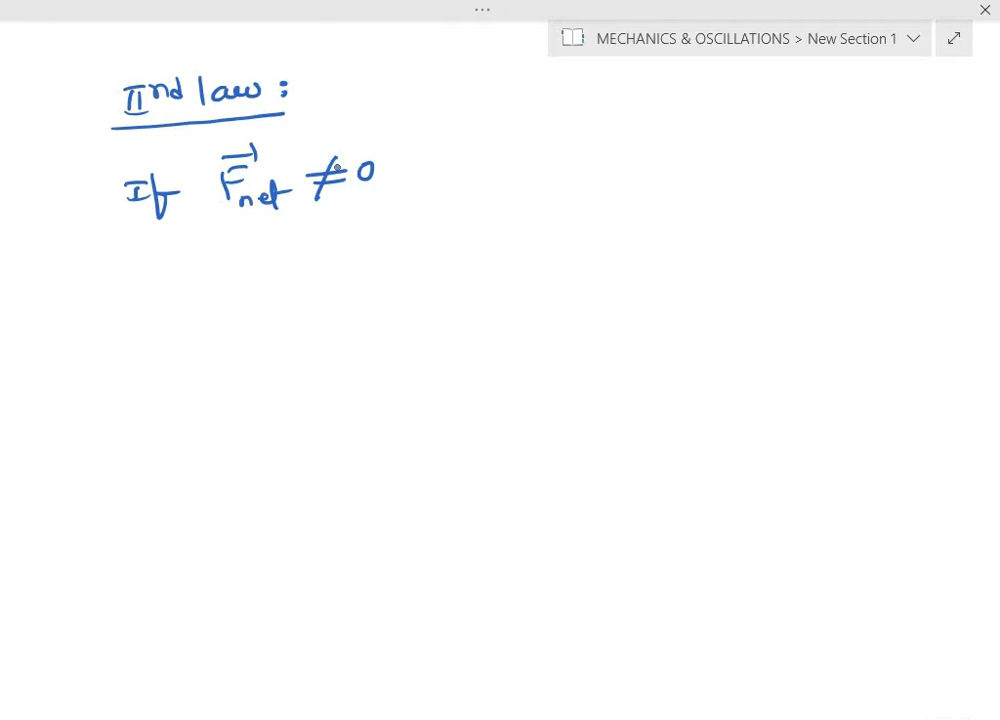 MECHANICS & OSCILLATIONS > New Section 1
IInd law:
If F⃗net ≠ 0